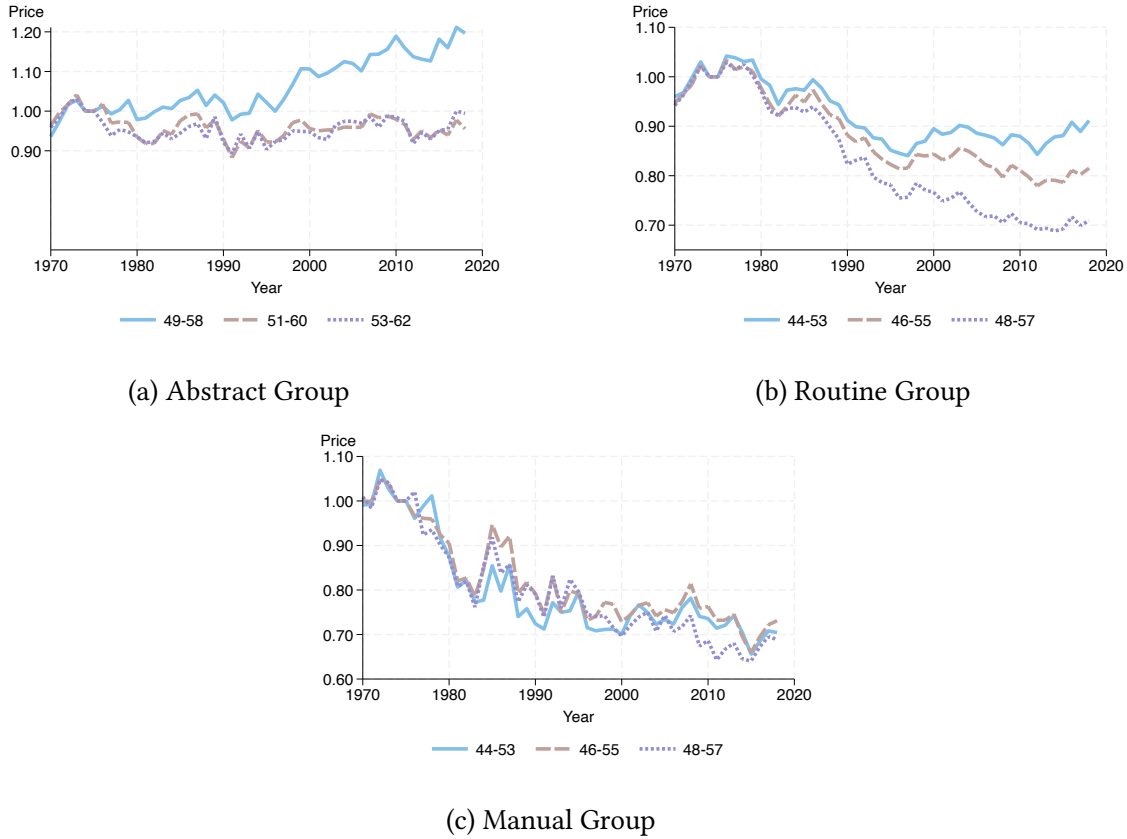 Price
1.20
1.10
1.00
0.90
1970 1980 1990 2000 2010 2020
Year
49-58 51-60 53-62
(a) Abstract Group
Price
1.10
1.00
0.90
0.80
0.70
1970 1980 1990 2000 2010 2020
Year
44-53 46-55 48-57
(b) Routine Group
Price
1.10
1.00
0.90
0.80
0.70
0.60
1970 1980 1990 2000 2010 2020
Year
44-53 46-55 48-57
(c) Manual Group